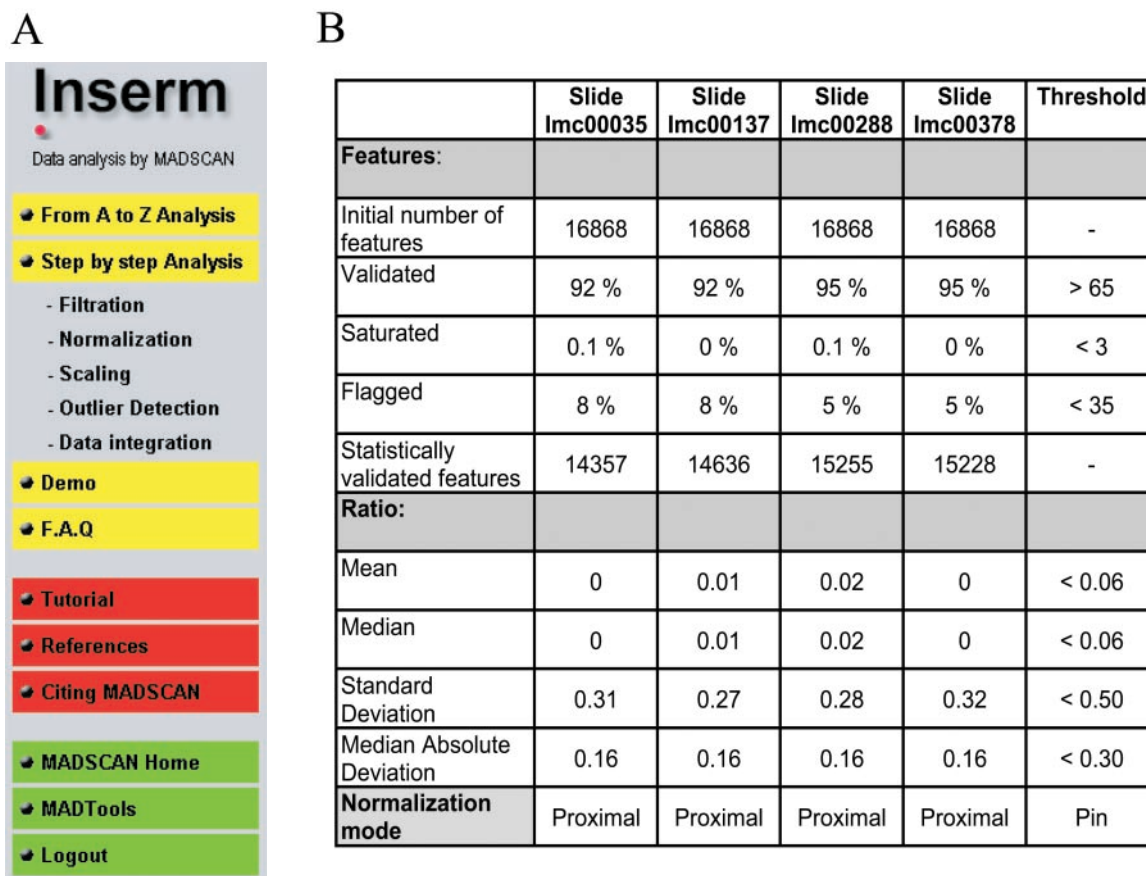 A
Inserm
Data analysis by MADSCAN
From A to Z Analysis
Step by step Analysis
- Filtration
- Normalization
- Scaling
- Outlier Detection
- Data integration
Demo
F.A.Q
Tutorial
References
Citing MADSCAN
MADSCAN Home
MADTools
Logout
B
Slide lmc00035 Slide lmc00137 Slide lmc00288 Slide lmc00378 Threshold
Features:
Initial number of features 16868 16868 16868 16868 -
Validated 92 % 92 % 95 % 95 % > 65
Saturated 0.1 % 0 % 0.1 % 0 % < 3
Flagged 8 % 8 % 5 % 5 % < 35
Statistically validated features 14357 14636 15255 15228 -
Ratio:
Mean 0 0.01 0.02 0 < 0.06
Median 0 0.01 0.02 0 < 0.06
Standard Deviation 0.31 0.27 0.28 0.32 < 0.50
Median Absolute Deviation 0.16 0.16 0.16 0.16 < 0.30
Normalization mode Proximal Proximal Proximal Proximal Pin